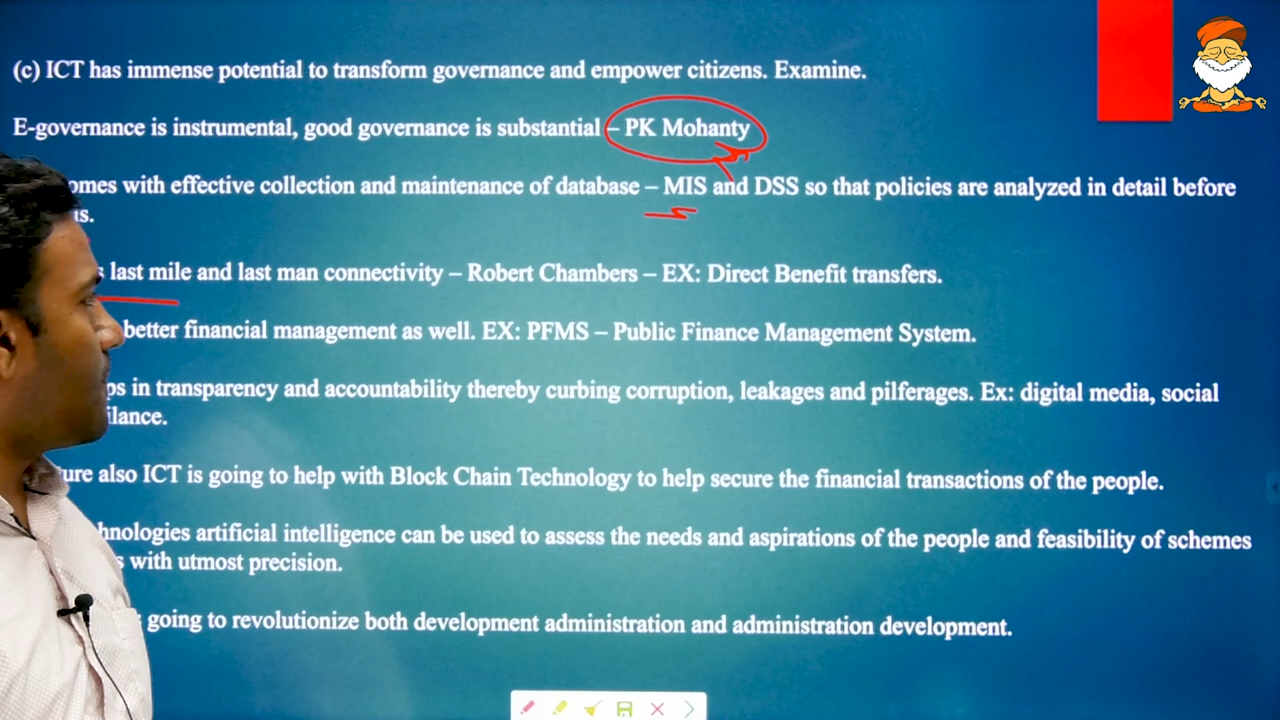 (c) ICT has immense potential to transform governance and empower citizens. Examine.
E-governance is instrumental, good governance is substantial – PK Mohanty
with effective collection and maintenance of database – MIS and DSS so that policies are analyzed in detail before
last mile and last man connectivity – Robert Chambers – EX: Direct Benefit transfers.
better financial management as well. EX: PFMS – Public Finance Management System.
in transparency and accountability thereby curbing corruption, leakages and pilferages. Ex: digital media, social
also ICT is going to help with Block Chain Technology to help secure the financial transactions of the people.
artificial intelligence can be used to assess the needs and aspirations of the people and feasibility of schemes
with utmost precision.
going to revolutionize both development administration and administration development.